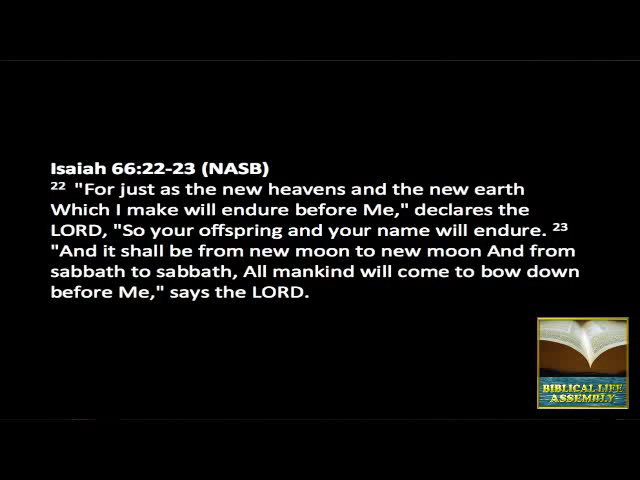 Isaiah 66:22-23 (NASB)
22 "For just as the new heavens and the new earth
Which I make will endure before Me," declares the
LORD, "So your offspring and your name will endure. 23
"And it shall be from new moon to new moon And from
sabbath to sabbath, All mankind will come to bow down
before Me," says the LORD.
BIBLICAL LIFE
ASSEMBLY